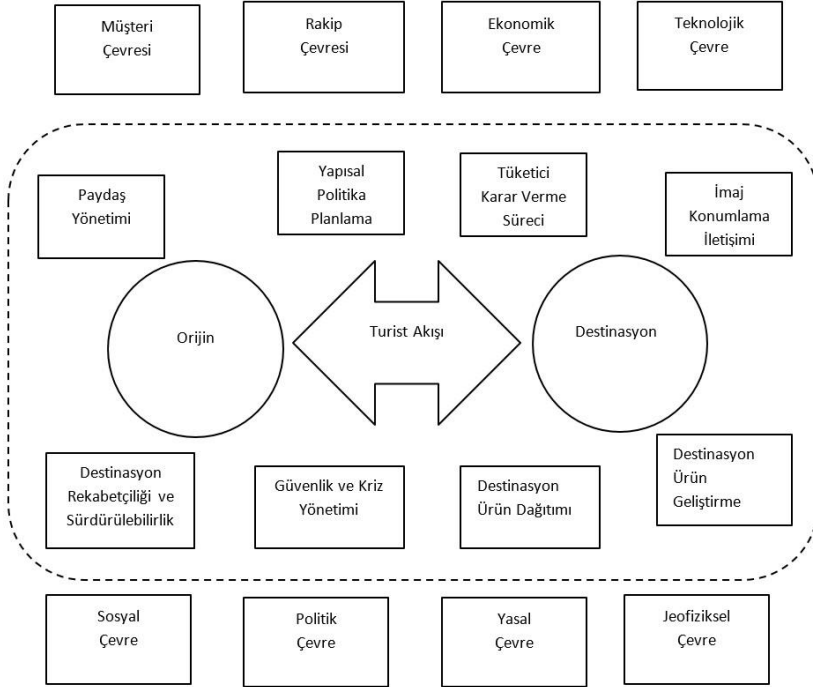 Müşteri
Çevresi
Rakip
Çevresi
Ekonomik
Çevre
Teknolojik
Çevre
Paydaş
Yönetimi
Yapısal
Politika
Planlama
Tüketici
Karar Verme
Süreci
İmaj
Konumlama
İletişimi
Orijin
Turist Akışı
Destinasyon
Destinasyon
Rekabetçiliği ve
Sürdürülebilirlik
Güvenlik ve Kriz
Yönetimi
Destinasyon
Ürün Dağıtımı
Destinasyon
Ürün
Geliştirme
Sosyal
Çevre
Politik
Çevre
Yasal
Çevre
Jeofiziksel
Çevre